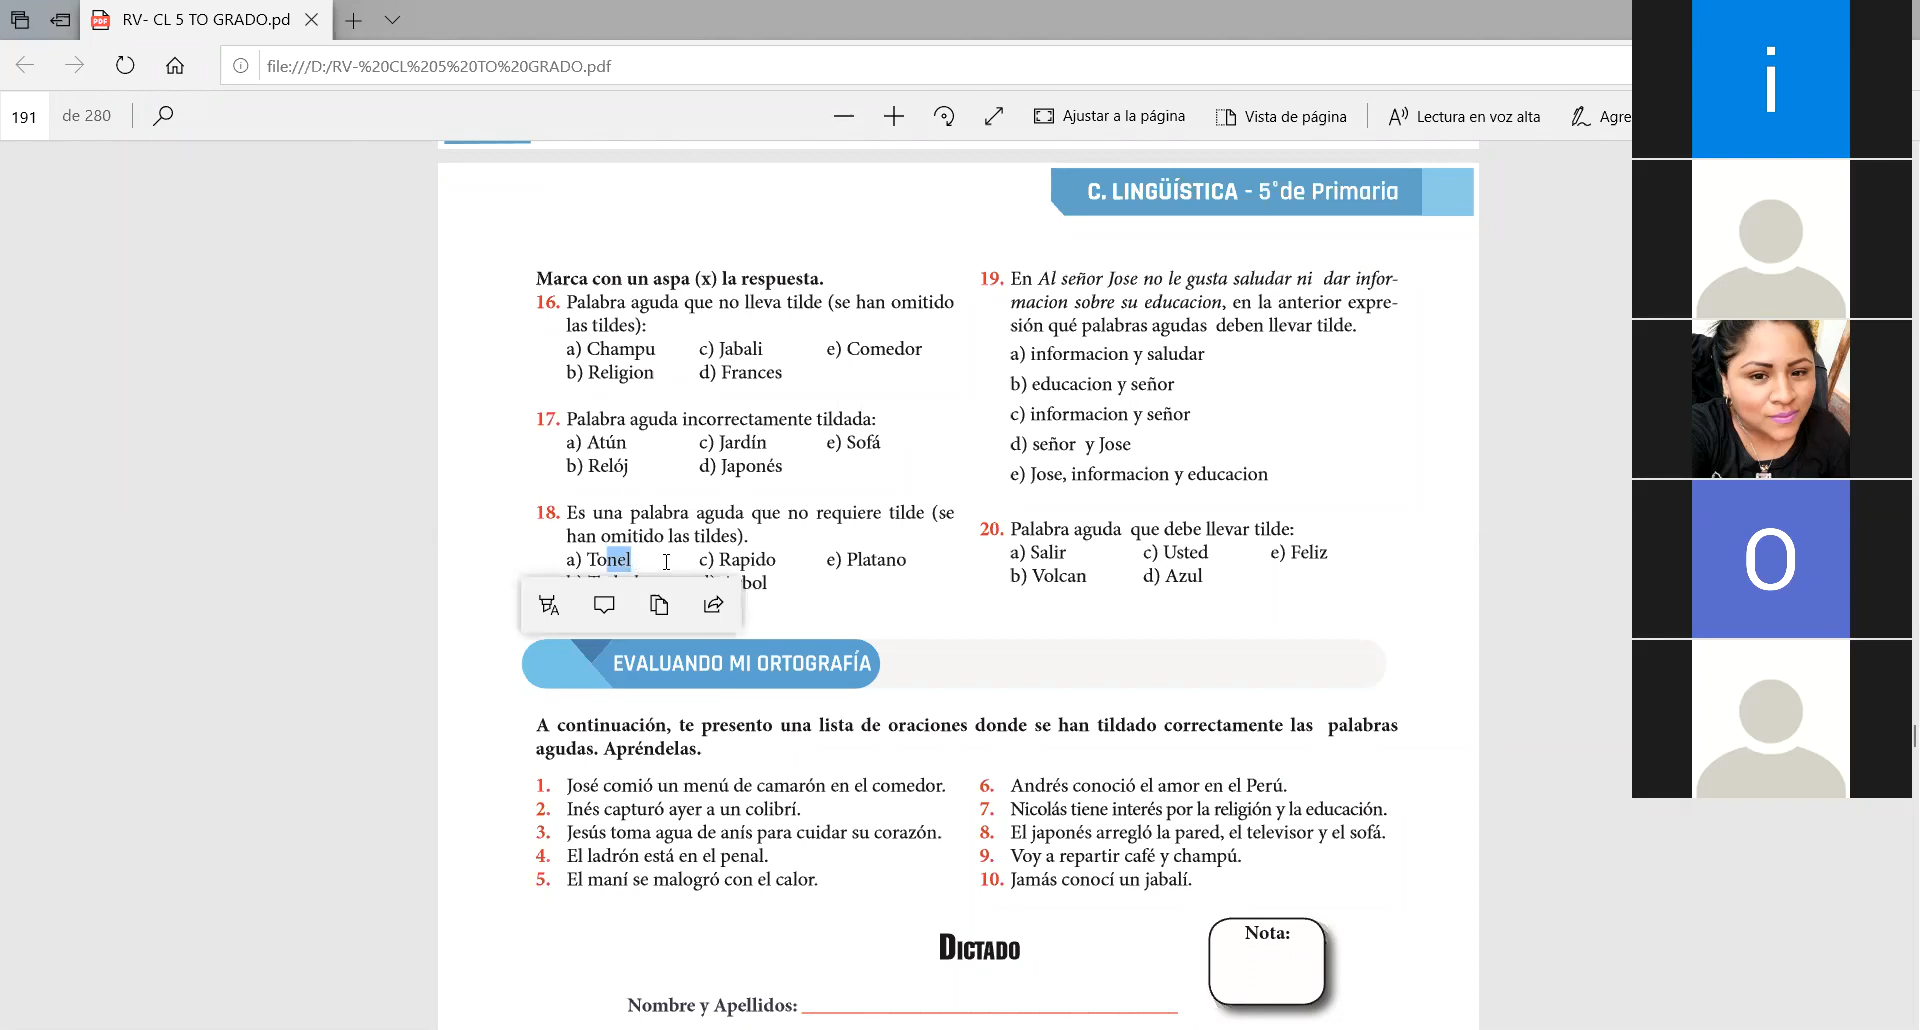 RV- CL 5 TO GRADO.pd
file:///D:/RV-%20CL%205%20TO%20GRADO.pdf
191 de 280
Ajustar a la página
Vista de página
Lectura en voz alta
Agre
C. LINGÜÍSTICA - 5° de Primaria
Marca con un aspa (x) la respuesta.
16. Palabra aguda que no lleva tilde (se han omitido
las tildes):
a) Champu c) Jabali e) Comedor
b) Religion d) Frances
17. Palabra aguda incorrectamente tildada:
a) Atún c) Jardín e) Sofá
b) Relój d) Japonés
18. Es una palabra aguda que no requiere tilde (se
han omitido las tildes).
a) Tonel c) Rapido e) Platano
19. En Al señor Jose no le gusta saludar ni dar infor-
macion sobre su educacion, en la anterior expre-
sión qué palabras agudas deben llevar tilde.
a) informacion y saludar
b) educacion y señor
c) informacion y señor
d) señor y Jose
e) Jose, informacion y educacion
20. Palabra aguda que debe llevar tilde:
a) Salir c) Usted e) Feliz
b) Volcan d) Azul
EVALUANDO MI ORTOGRAFÍA
A continuación, te presento una lista de oraciones donde se han tildado correctamente las palabras
agudas. Apréndelas.
1. José comió un menú de camarón en el comedor.
2. Inés capturó ayer a un colibrí.
3. Jesús toma agua de anís para cuidar su corazón.
4. El ladrón está en el penal.
5. El maní se malogró con el calor.
6. Andrés conoció el amor en el Perú.
7. Nicolás tiene interés por la religión y la educación.
8. El japonés arregló la pared, el televisor y el sofá.
9. Voy a repartir café y champú.
10. Jamás conocí un jabalí.
DICTADO
Nota:
Nombre y Apellidos:
i
O